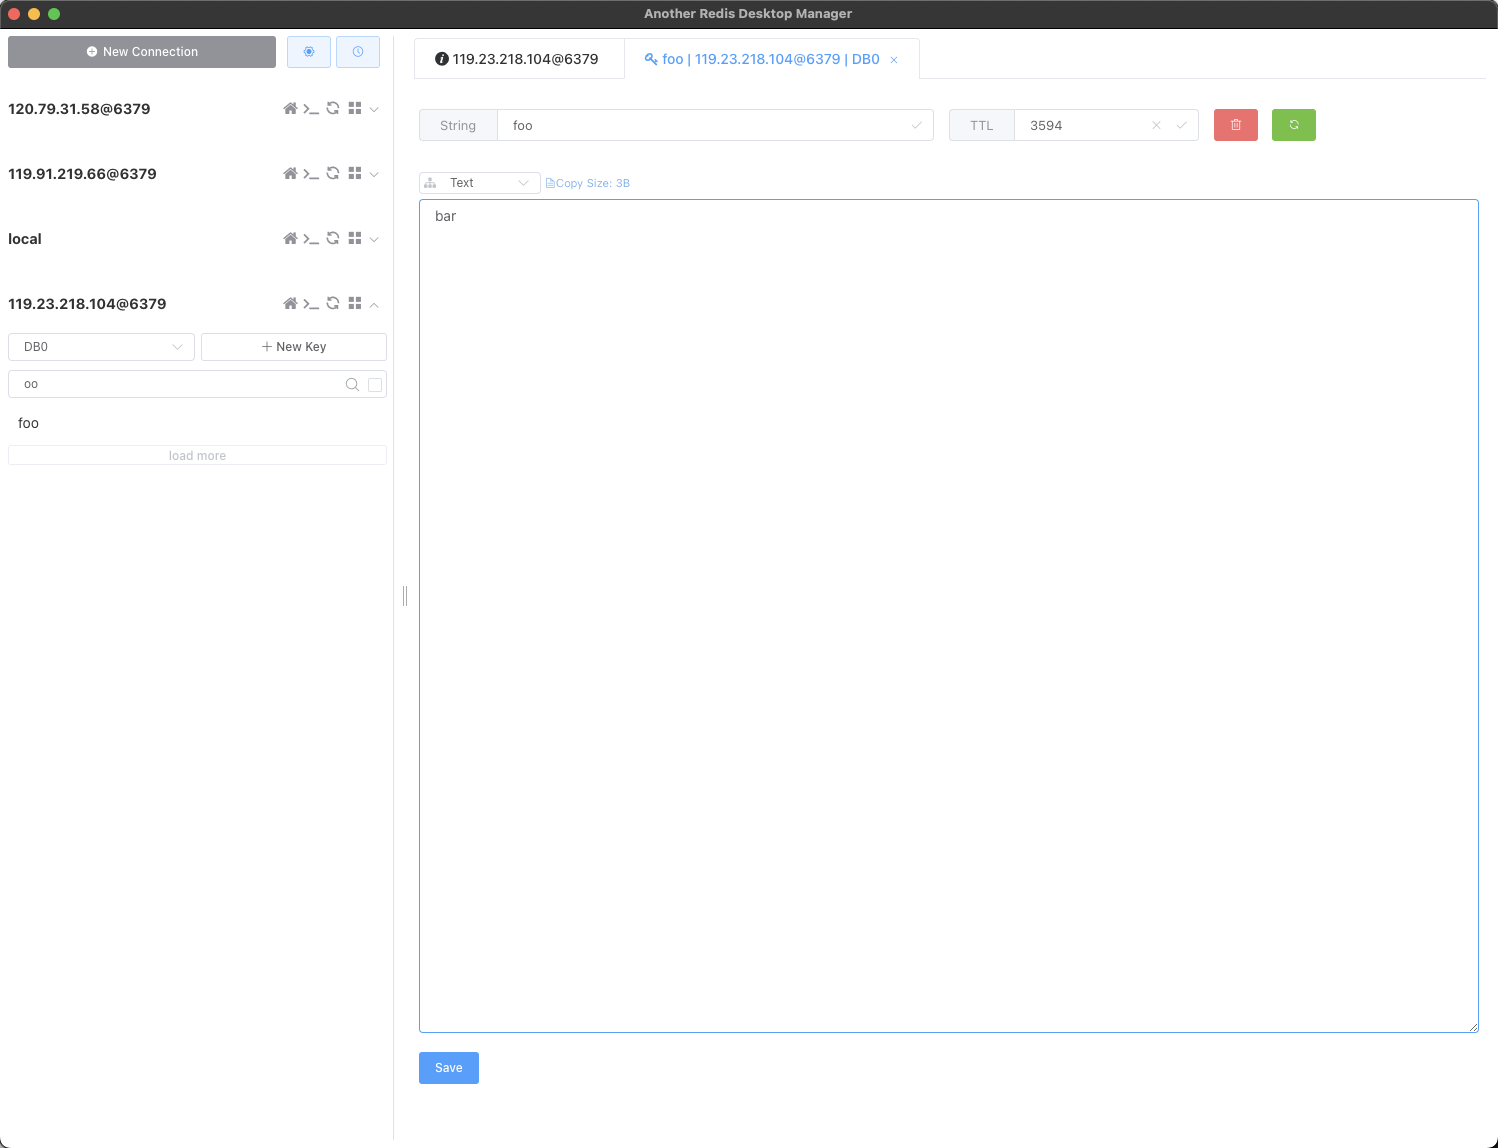 Another Redis Desktop Manager
New Connection
120.79.31.58@6379
119.91.219.66@6379
local
119.23.218.104@6379
DB0
New Key
oo
foo
load more
119.23.218.104@6379
foo | 119.23.218.104@6379 | DB0
String foo
TTL 3594
Text
Copy Size: 3B
bar
Save